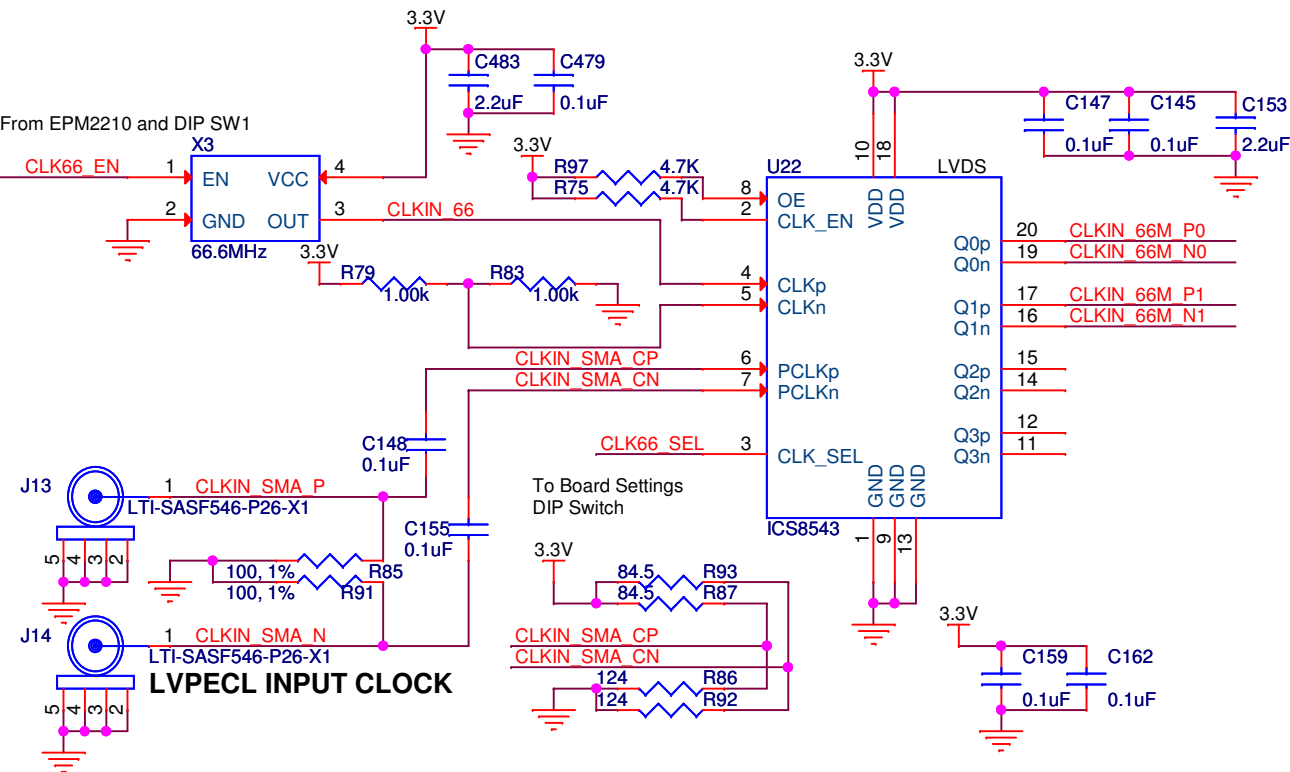 3.3V
C483 C479
2.2uF 0.1uF
3.3V
C147 C145 C153
0.1uF 0.1uF 2.2uF
From EPM2210 and DIP SW1
X3
CLK66_EN 1 EN VCC 4
2 GND OUT 3 CLKIN_66
66.6MHz
3.3V
R97 4.7K
R75 4.7K
U22 LVDS
10 18
VDD VDD
8 OE
2 CLK_EN
Q0p 20 CLKIN_66M_P0
Q0n 19 CLKIN_66M_N0
3.3V
R79 R83
1.00k 1.00k
4 CLKp
5 CLKn
Q1p 17 CLKIN_66M_P1
Q1n 16 CLKIN_66M_N1
CLKIN_SMA_CP 6 PCLKp
CLKIN_SMA_CN 7 PCLKn
Q2p 15
Q2n 14
C148
0.1uF
CLK66_SEL 3 CLK_SEL
Q3p 12
Q3n 11
GND GND GND
ICS8543
1 9 13
J13 1 CLKIN_SMA_P
LTI-SASF546-P26-X1
5 4 3 2
To Board Settings
DIP Switch
C155
0.1uF
100, 1% R85
100, 1% R91
3.3V
84.5 R93
84.5 R87
J14 1 CLKIN_SMA_N
LTI-SASF546-P26-X1
LVPECL INPUT CLOCK
5 4 3 2
CLKIN_SMA_CP
CLKIN_SMA_CN
124 R86
124 R92
3.3V
C159 C162
0.1uF 0.1uF